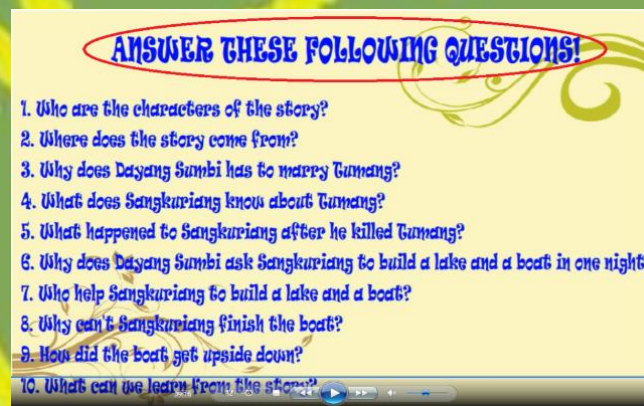 ANSWER THESE FOLLOWING QUESTIONS!
1. Who are the characters of the story?
2. Where does the story come from?
3. Why does Dayang Sumbi has to marry Tumang?
4. What does Sangkuriang know about Tumang?
5. What happened to Sangkuriang after he killed Tumang?
6. Why does Dayang Sumbi ask Sangkuriang to build a lake and a boat in one night
7. Who help Sangkuriang to build a lake and a boat?
8. Why can't Sangkuriang finish the boat?
9. How did the boat get upside down?
10. What can we learn from the story?